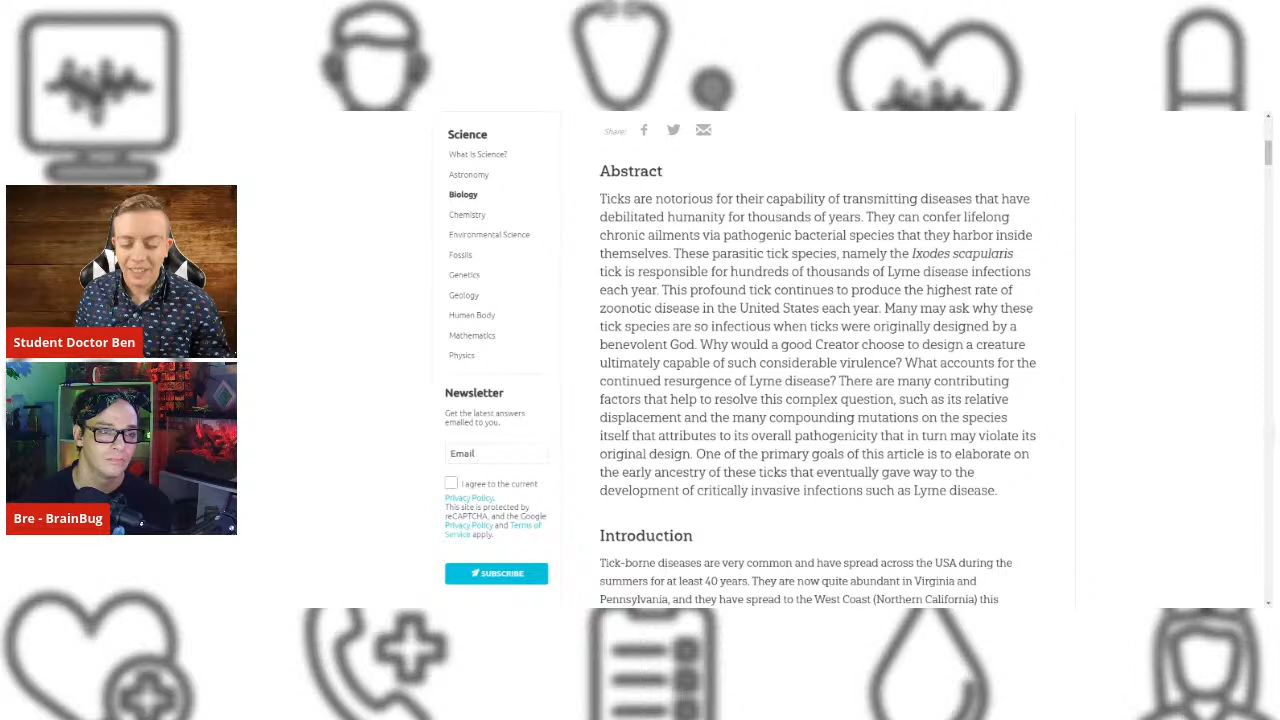 Student Doctor Ben
Bre - BrainBug
Science
What Is Science?
Astronomy
Biology
Chemistry
Environmental Science
Fossils
Genetics
Geology
Human Body
Mathematics
Physics
Newsletter
Get the latest answers
emailed to you.
Email
I agree to the current
Privacy Policy.
This site is protected by
reCAPTCHA, and the Google
Privacy Policy and Terms of
Service apply.
SUBSCRIBE
Share:
Abstract
Ticks are notorious for their capability of transmitting diseases that have
debilitated humanity for thousands of years. They can confer lifelong
chronic ailments via pathogenic bacterial species that they harbor inside
themselves. These parasitic tick species, namely the Ixodes scapularis
tick is responsible for hundreds of thousands of Lyme disease infections
each year. This profound tick continues to produce the highest rate of
zoonotic disease in the United States each year. Many may ask why these
tick species are so infectious when ticks were originally designed by a
benevolent God. Why would a good Creator choose to design a creature
ultimately capable of such considerable virulence? What accounts for the
continued resurgence of Lyme disease? There are many contributing
factors that help to resolve this complex question, such as its relative
displacement and the many compounding mutations on the species
itself that attributes to its overall pathogenicity that in turn may violate its
original design. One of the primary goals of this article is to elaborate on
the early ancestry of these ticks that eventually gave way to the
development of critically invasive infections such as Lyme disease.
Introduction
Tick-borne diseases are very common and have spread across the USA during the
summers for at least 40 years. They are now quite abundant in Virginia and
Pennsylvania, and they have spread to the West Coast (Northern California) this